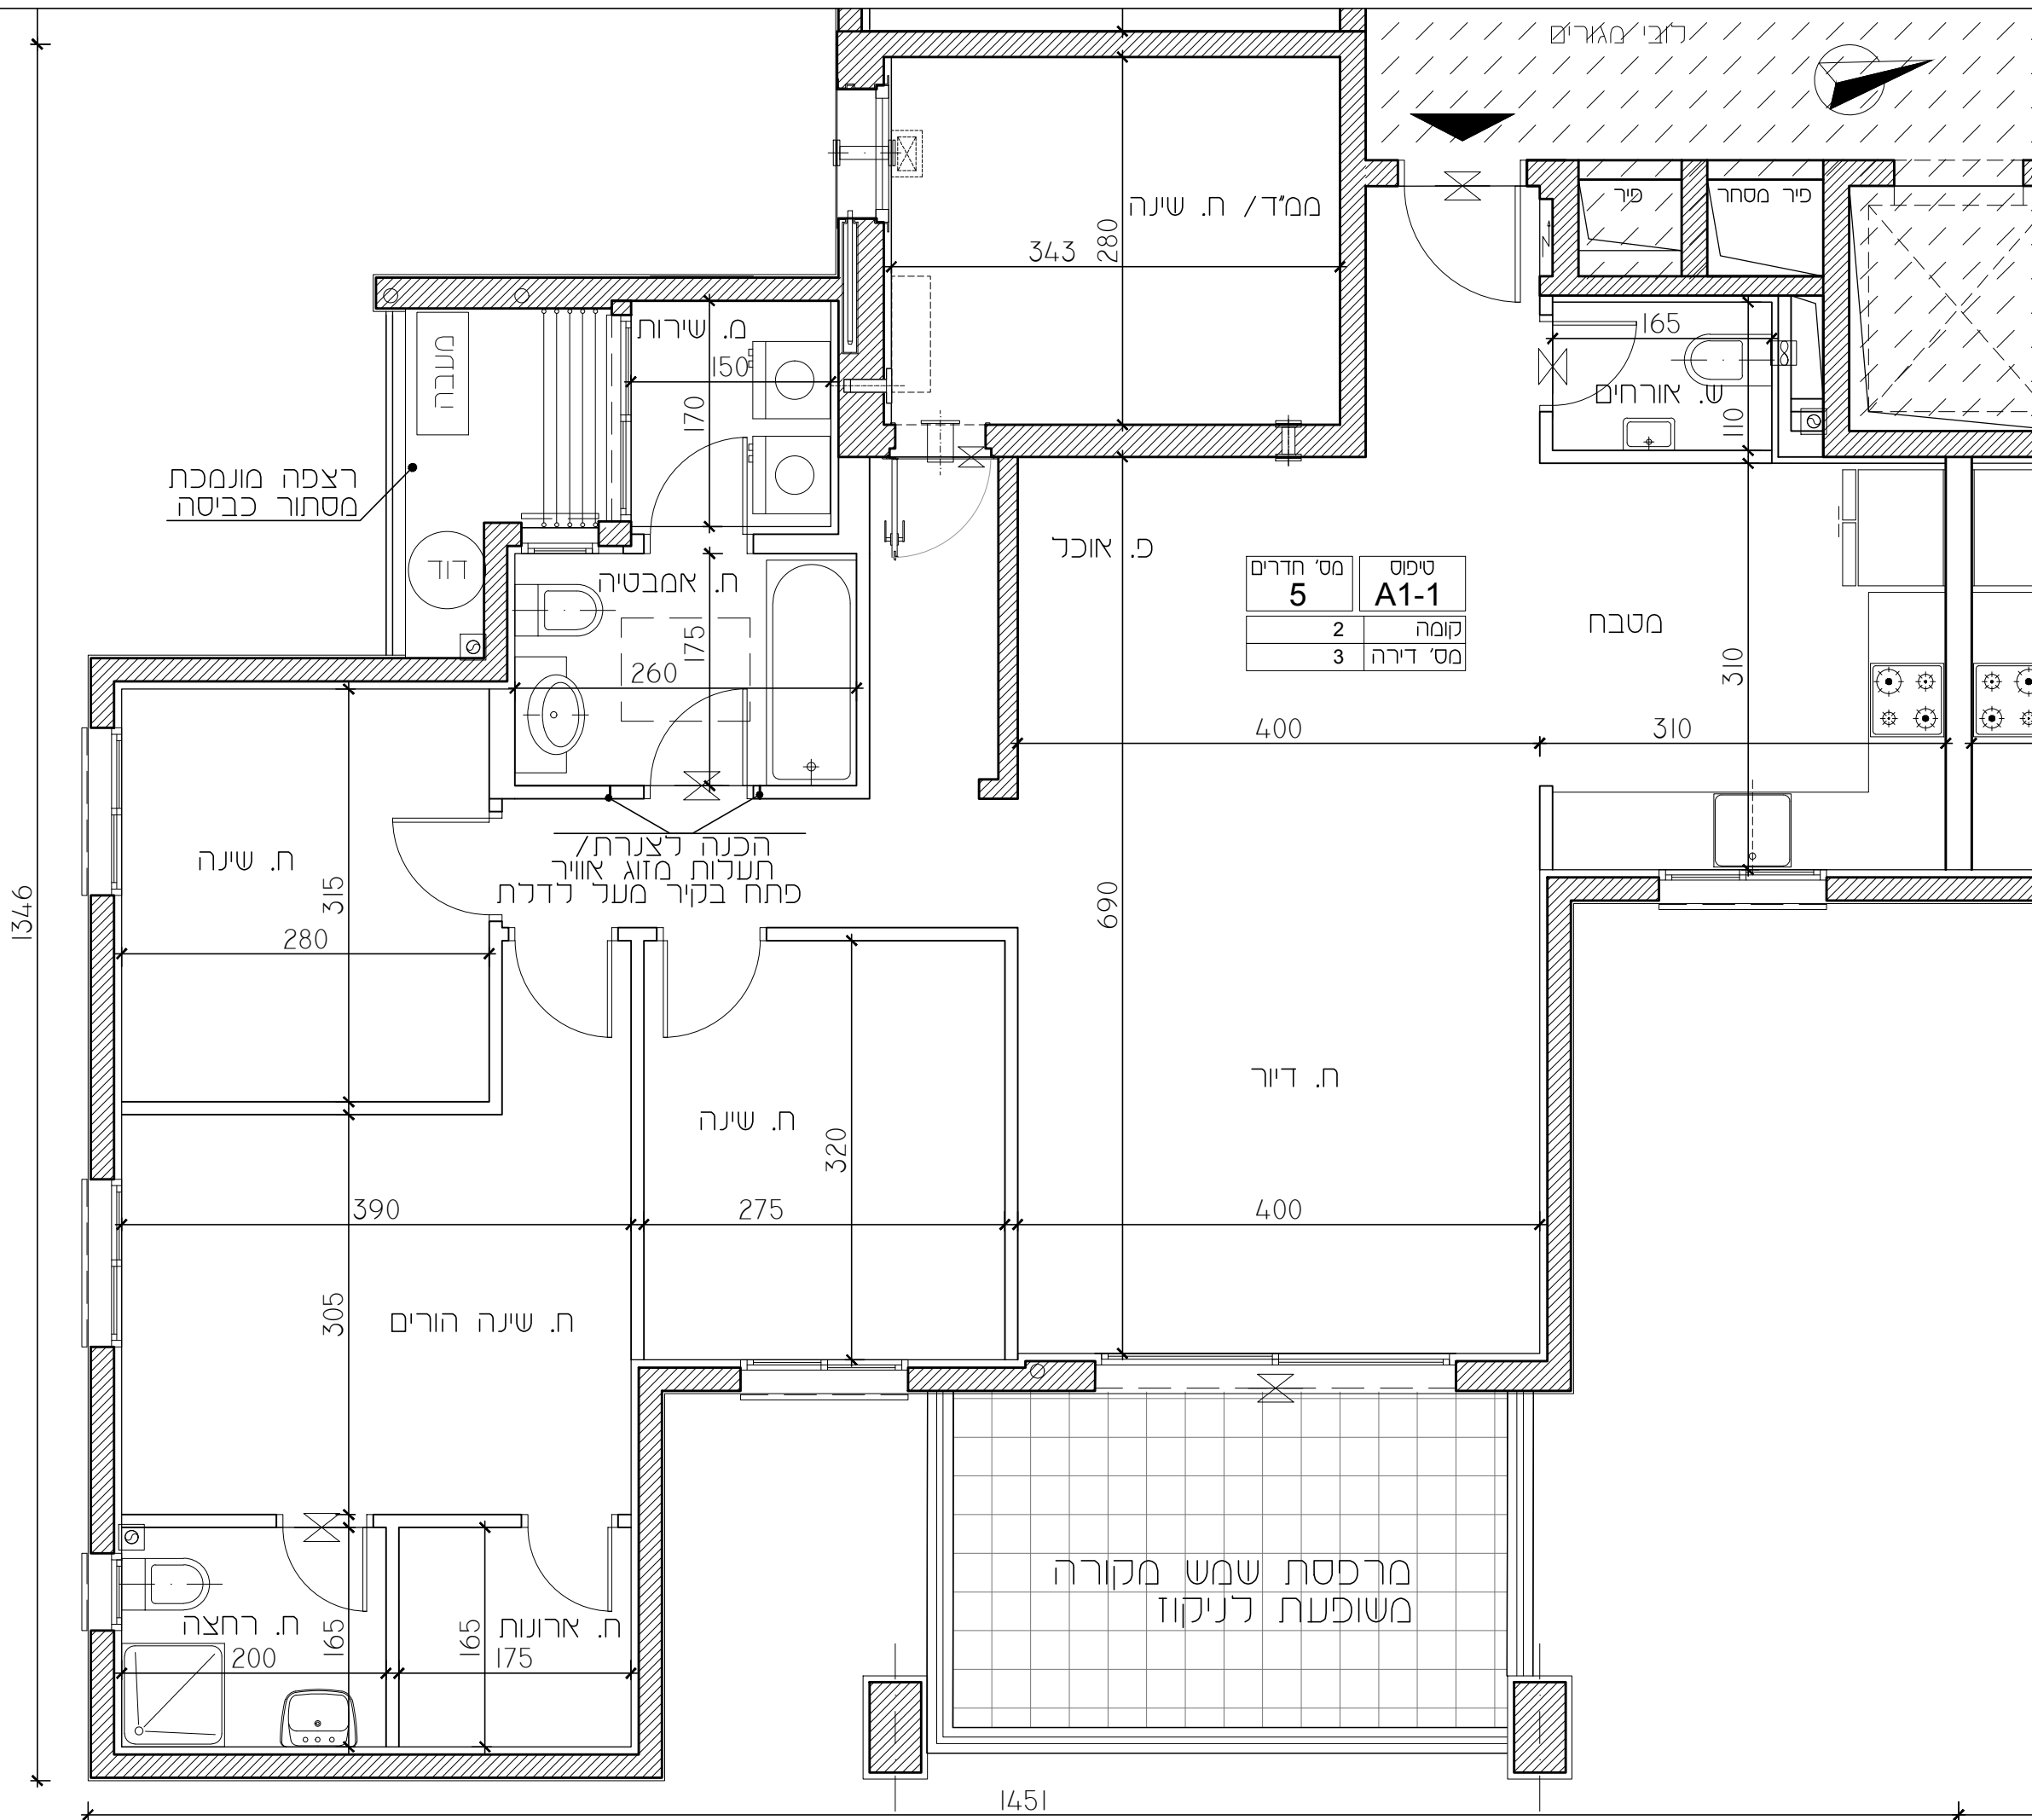 לובי מגורים
פיר מסחר
פיר
ממ"ד/ ח. שינה
343
280
165
ש. אורחים
110
מ. שירות
150
170
מעבה
רצפה מונמכת
מסתור כביסה
דוד
ח. אמבטיה
175
260
פ. אוכל
טיפוס
A1-1
מס' חדרים
5
קומה 2
מס' דירה 3
מטבח
310
400
310
הכנה לצנרת/
תעלות מזוג אוויר
פתח בקיר מעל לדלת
ח. שינה
315
280
1346
690
ח. דיור
ח. שינה
320
390
275
400
305
ח. שינה הורים
מרפסת שמש מקורה
משופעת לניקוז
ח. רחצה
200
165
ח. ארונות
165
175
1451